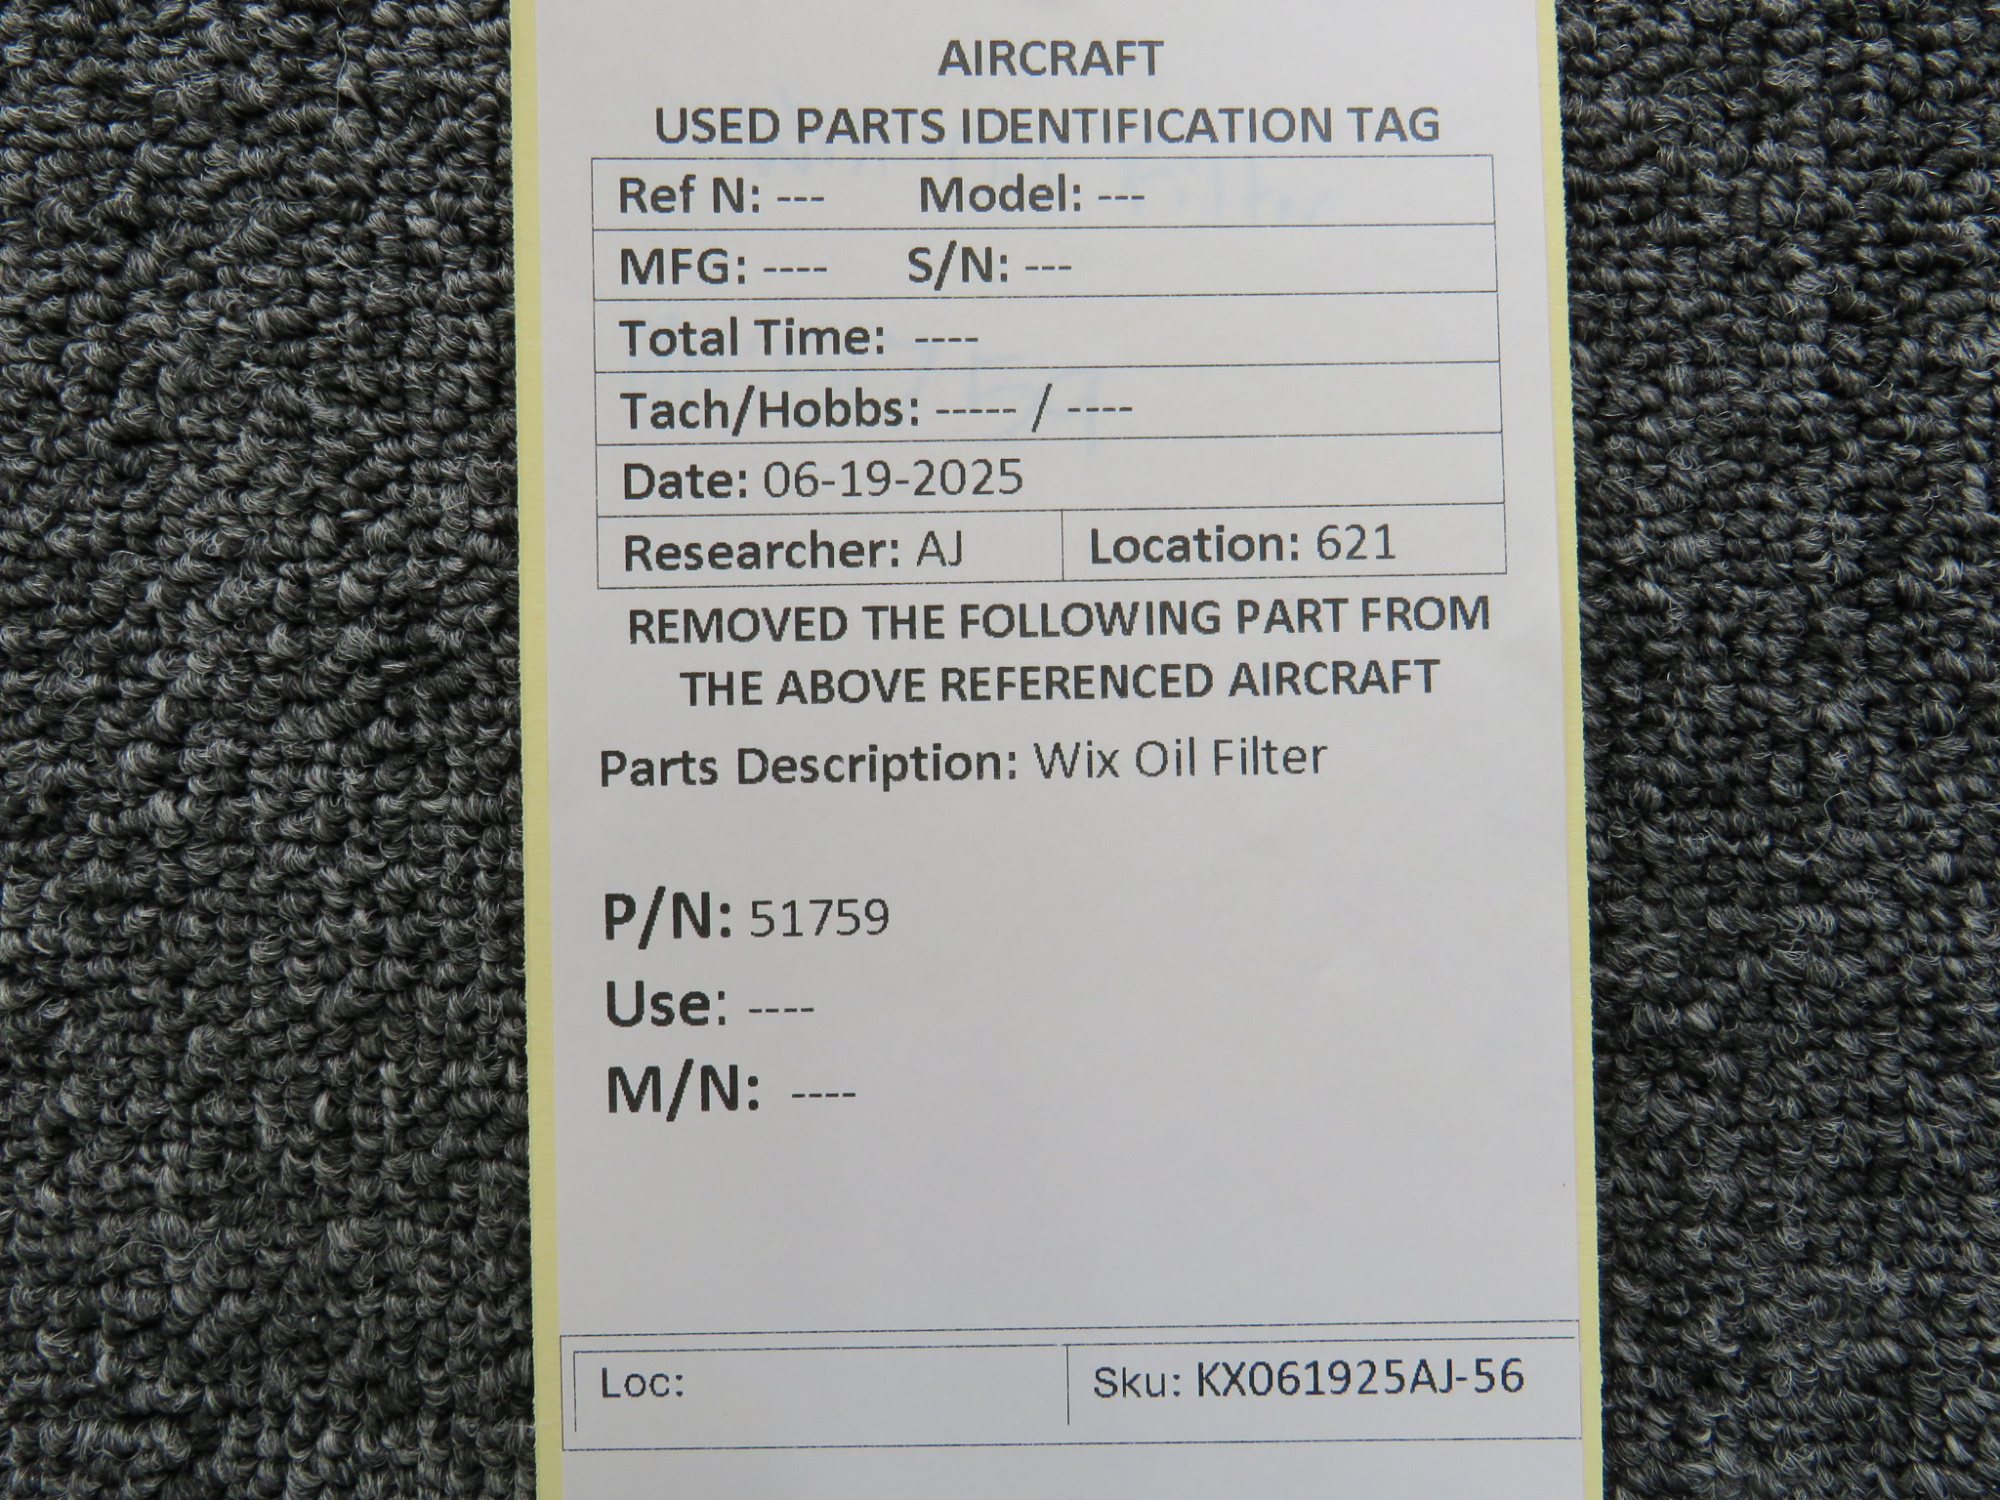 AIRCRAFT
USED PARTS IDENTIFICATION TAG
Ref N: --- Model: ---
MFG: ---- S/N: ---
Total Time: ----
Tach/Hobbs: ----- / ----
Date: 06-19-2025
Researcher: AJ Location: 621
REMOVED THE FOLLOWING PART FROM
THE ABOVE REFERENCED AIRCRAFT
Parts Description: Wix Oil Filter
P/N: 51759
Use: ----
M/N: ----
Loc: Sku: KX061925AJ-56